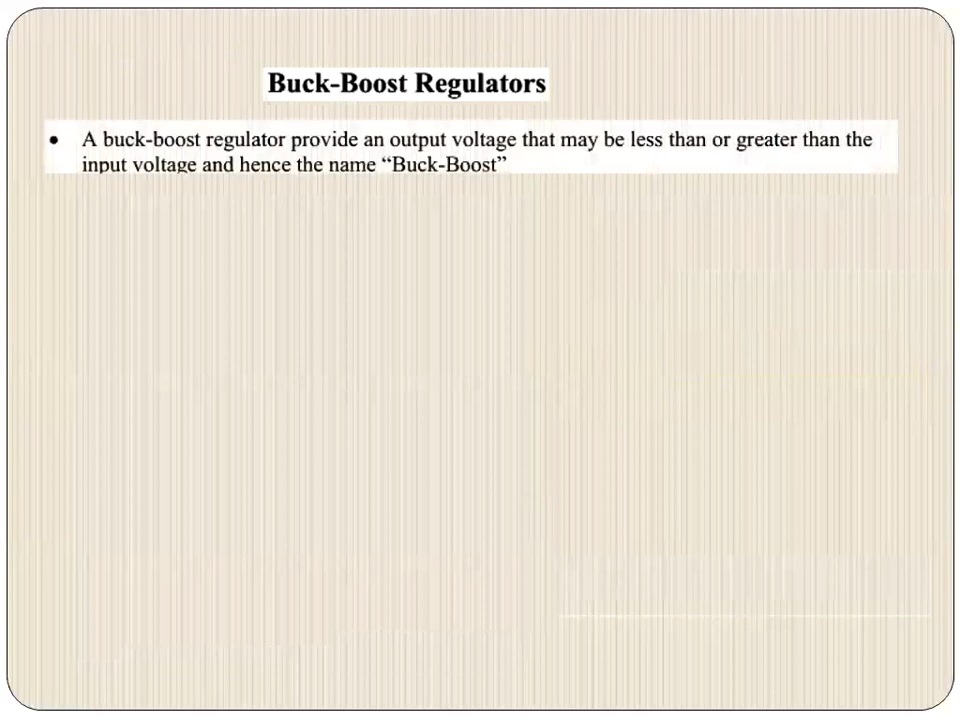 Buck-Boost Regulators
• A buck-boost regulator provide an output voltage that may be less than or greater than the
input voltage and hence the name “Buck-Boost”